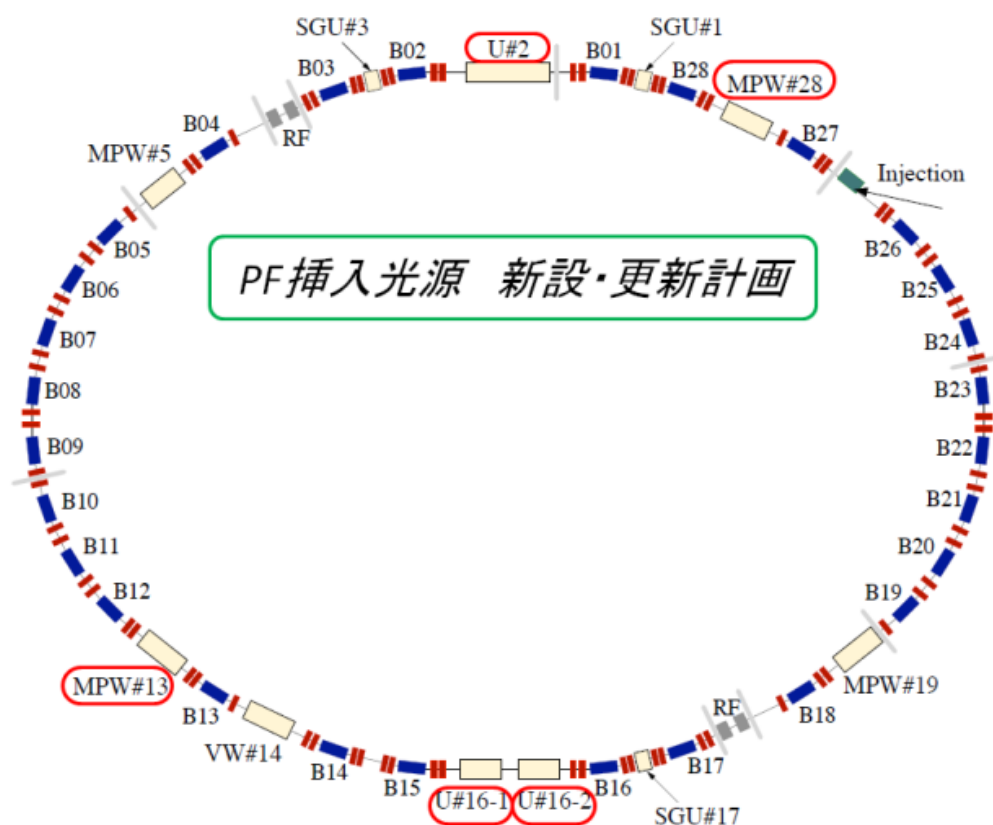 SGU#3
B02
U#2
B01
SGU#1
B03
B28
MPW#28
B04
RF
B27
MPW#5
Injection
B05
B26
PF挿入光源 新設・更新計画
B06
B25
B07
B24
B08
B23
B09
B22
B10
B21
B11
B20
B12
B19
MPW#13
MPW#19
B13
RF
B18
VW#14
B14
B17
B15
B16
U#16-1
U#16-2
SGU#17